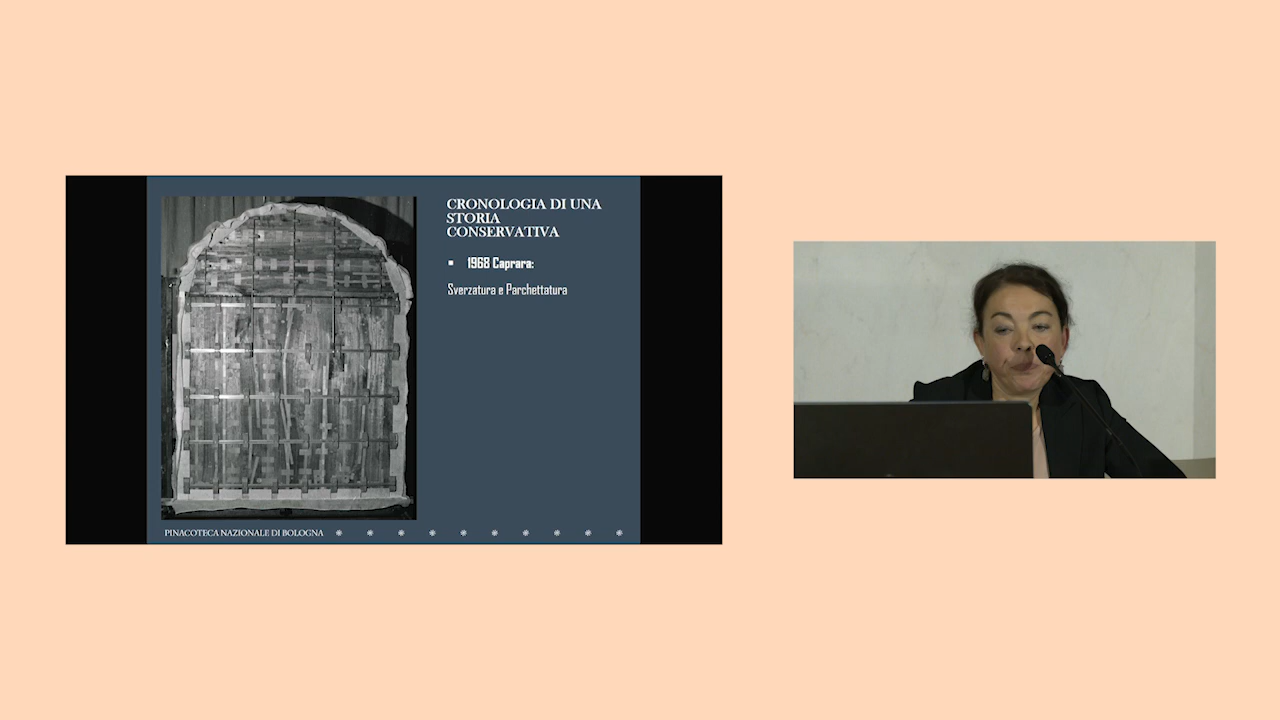 CRONOLOGIA DI UNA
STORIA
CONSERVATIVA
▪ 1968 Caprara:
Sverzatura e Parchettatura
PINACOTECA NAZIONALE DI BOLOGNA